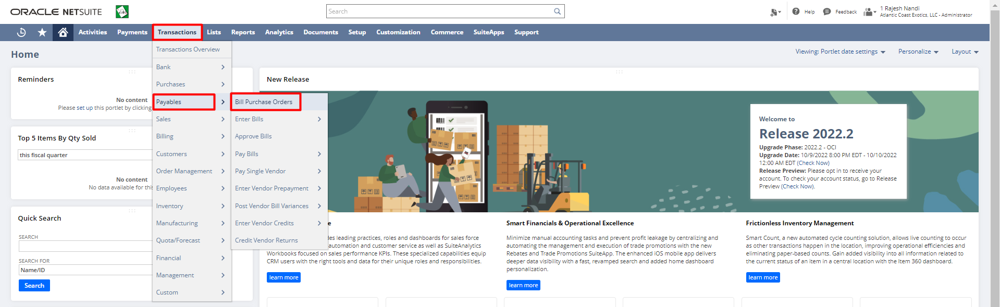 ORACLE NETSUITE
Search
Help
Feedback
1 Rajesh Nandi
Atlantic Coast Exotics, LLC - Administrator
Activities
Payments
Transactions
Lists
Reports
Analytics
Documents
Setup
Customization
Commerce
SuiteApps
Support
Home
Viewing: Portlet date settings
Personalize
Layout
Transactions Overview
Bank
Purchases
Payables
Sales
Billing
Customers
Order Management
Employees
Inventory
Manufacturing
Quota/Forecast
Financial
Management
Custom
Bill Purchase Orders
Enter Bills
Approve Bills
Pay Bills
Pay Single Vendor
Enter Vendor Prepayment
Post Vendor Bill Variances
Enter Vendor Credits
Credit Vendor Returns
Reminders
No content
Please set up this portlet by clicking
Top 5 Items By Qty Sold
this fiscal quarter
No content
No data available for this
Quick Search
SEARCH
SEARCH FOR
Name/ID
Search
New Release
Welcome to
Release 2022.2
Upgrade Phase: 2022.2 - OCI
Upgrade Date: 10/9/2022 8:00 PM EDT - 10/10/2022
12:00 AM EDT (Check Now)
Release Preview: Please opt in to receive your
account. To check your account status, go to Release
Preview (Check Now).
e
des leading practices, roles and dashboards for sales force
automation and customer service as well as SuiteAnalytics
Workbooks focused on sales performance KPIs. These specialized capabilities equip
CRM users with the right tools and data for their unique roles and responsibilities.
learn more
Smart Financials & Operational Excellence
Minimize manual accounting tasks and prevent profit leakage by centralizing and
automating the management and execution of trade promotions with the new
Rebates and Trade Promotions SuiteApp. The enhanced iOS mobile app delivers
deeper data visibility with a fast, revamped search and added home dashboard
personalization.
learn more
Frictionless Inventory Management
Smart Count, a new automated cycle counting solution, allows live counting to occur
as other transactions happen in the location, improving operational efficiencies and
eliminating paper-based counts. Gain added visibility into all information related to
the current status of an item in a central location with the Item 360 dashboard.
learn more